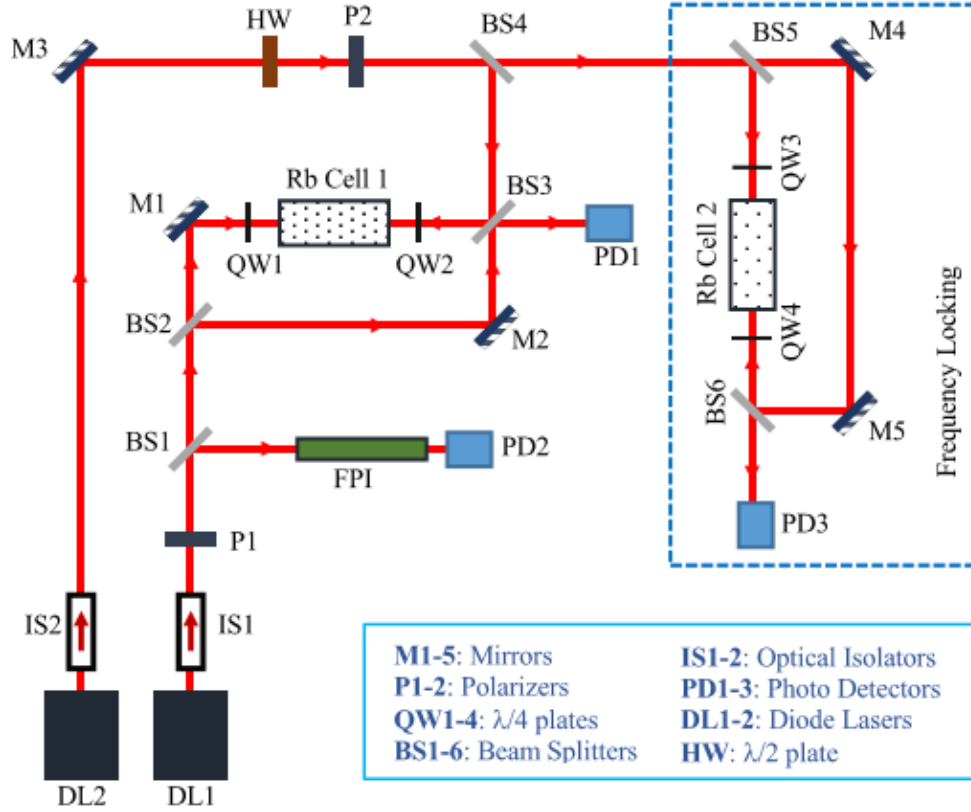 HW
P2
BS4
BS5
M4
M3
QW3
Rb Cell 1
BS3
M1
QW1
QW2
PD1
Rb Cell 2
BS2
M2
QW4
BS6
M5
BS1
FPI
PD2
PD3
P1
Frequency Locking
IS2
IS1
DL2
DL1
M1-5: Mirrors
P1-2: Polarizers
QW1-4: λ/4 plates
BS1-6: Beam Splitters
IS1-2: Optical Isolators
PD1-3: Photo Detectors
DL1-2: Diode Lasers
HW: λ/2 plate